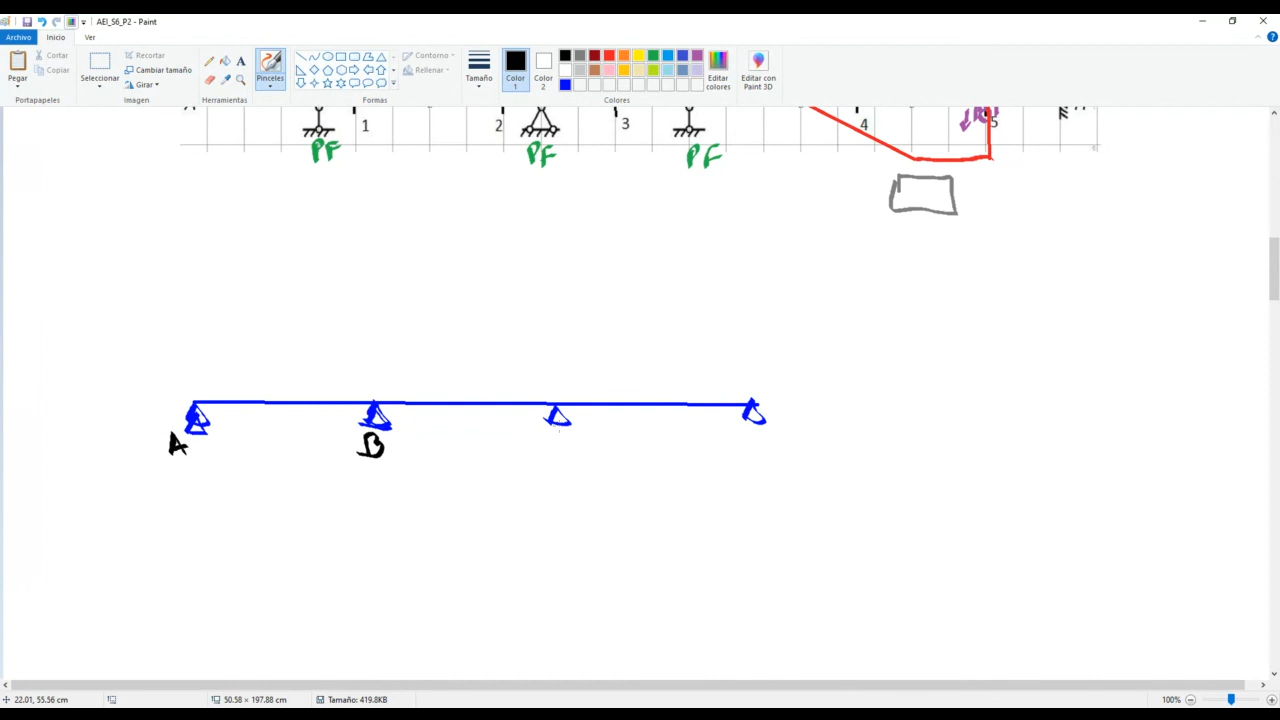 AEI_S6_P2 - Paint
Archivo Inicio Ver
Pegar
Cortar
Copiar
Portapapeles
Seleccionar
Recortar
Cambiar tamaño
Girar
Imagen
A
Herramientas
Pinceles
Contorno
Rellenar
Formas
Tamaño
Color 1
Color 2
Editar colores
Editar con Paint 3D
Colores
1 2 3 4 5
PF PF PF
A B
22.01, 55.56 cm 50.58 × 197.88 cm Tamaño: 419.8KB 100%